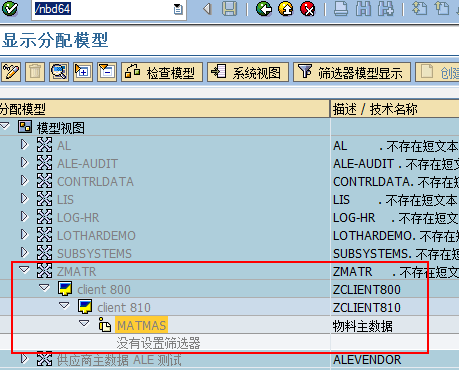 /nbd64
显示分配模型
检查模型 系统视图 筛选器模型显示 创建
分配模型 描述 / 技术名称
模型视图
AL AL . 不存在短文本
ALE-AUDIT ALE-AUDIT . 不存在短
CONTRLDATA CONTRLDATA. 不存在
LIS LIS . 不存在短文本
LOG-HR LOG-HR . 不存在短文
LOTHARDEMO LOTHARDEMO. 不存在
SUBSYSTEMS SUBSYSTEMS. 不存在
ZMATR ZMATR . 不存在短文
client 800 ZCLIENT800
client 810 ZCLIENT810
MATMAS 物料主数据
没有设置筛选器
供应商主数据 ALE 测试 ALEVENDOR